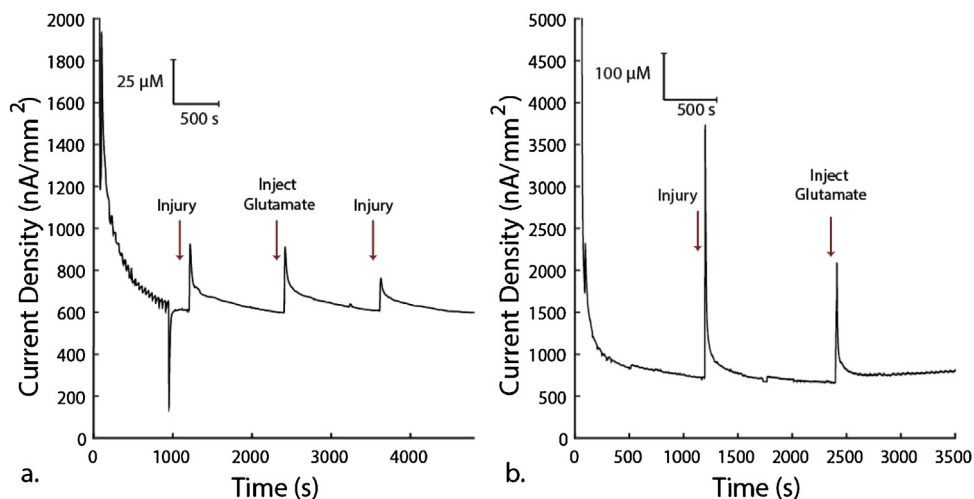 2000
1800
1600
1400
1200
1000
800
600
400
200
0
0
1000
2000
3000
4000
Current Density (nA/mm²)
Time (s)
25 μM
500 s
Injury
Inject
Glutamate
Injury
a.
5000
4500
4000
3500
3000
2500
2000
1500
1000
500
0
0
500
1000
1500
2000
2500
3000
3500
Current Density (nA/mm²)
Time (s)
100 μM
500 s
Injury
Inject
Glutamate
b.